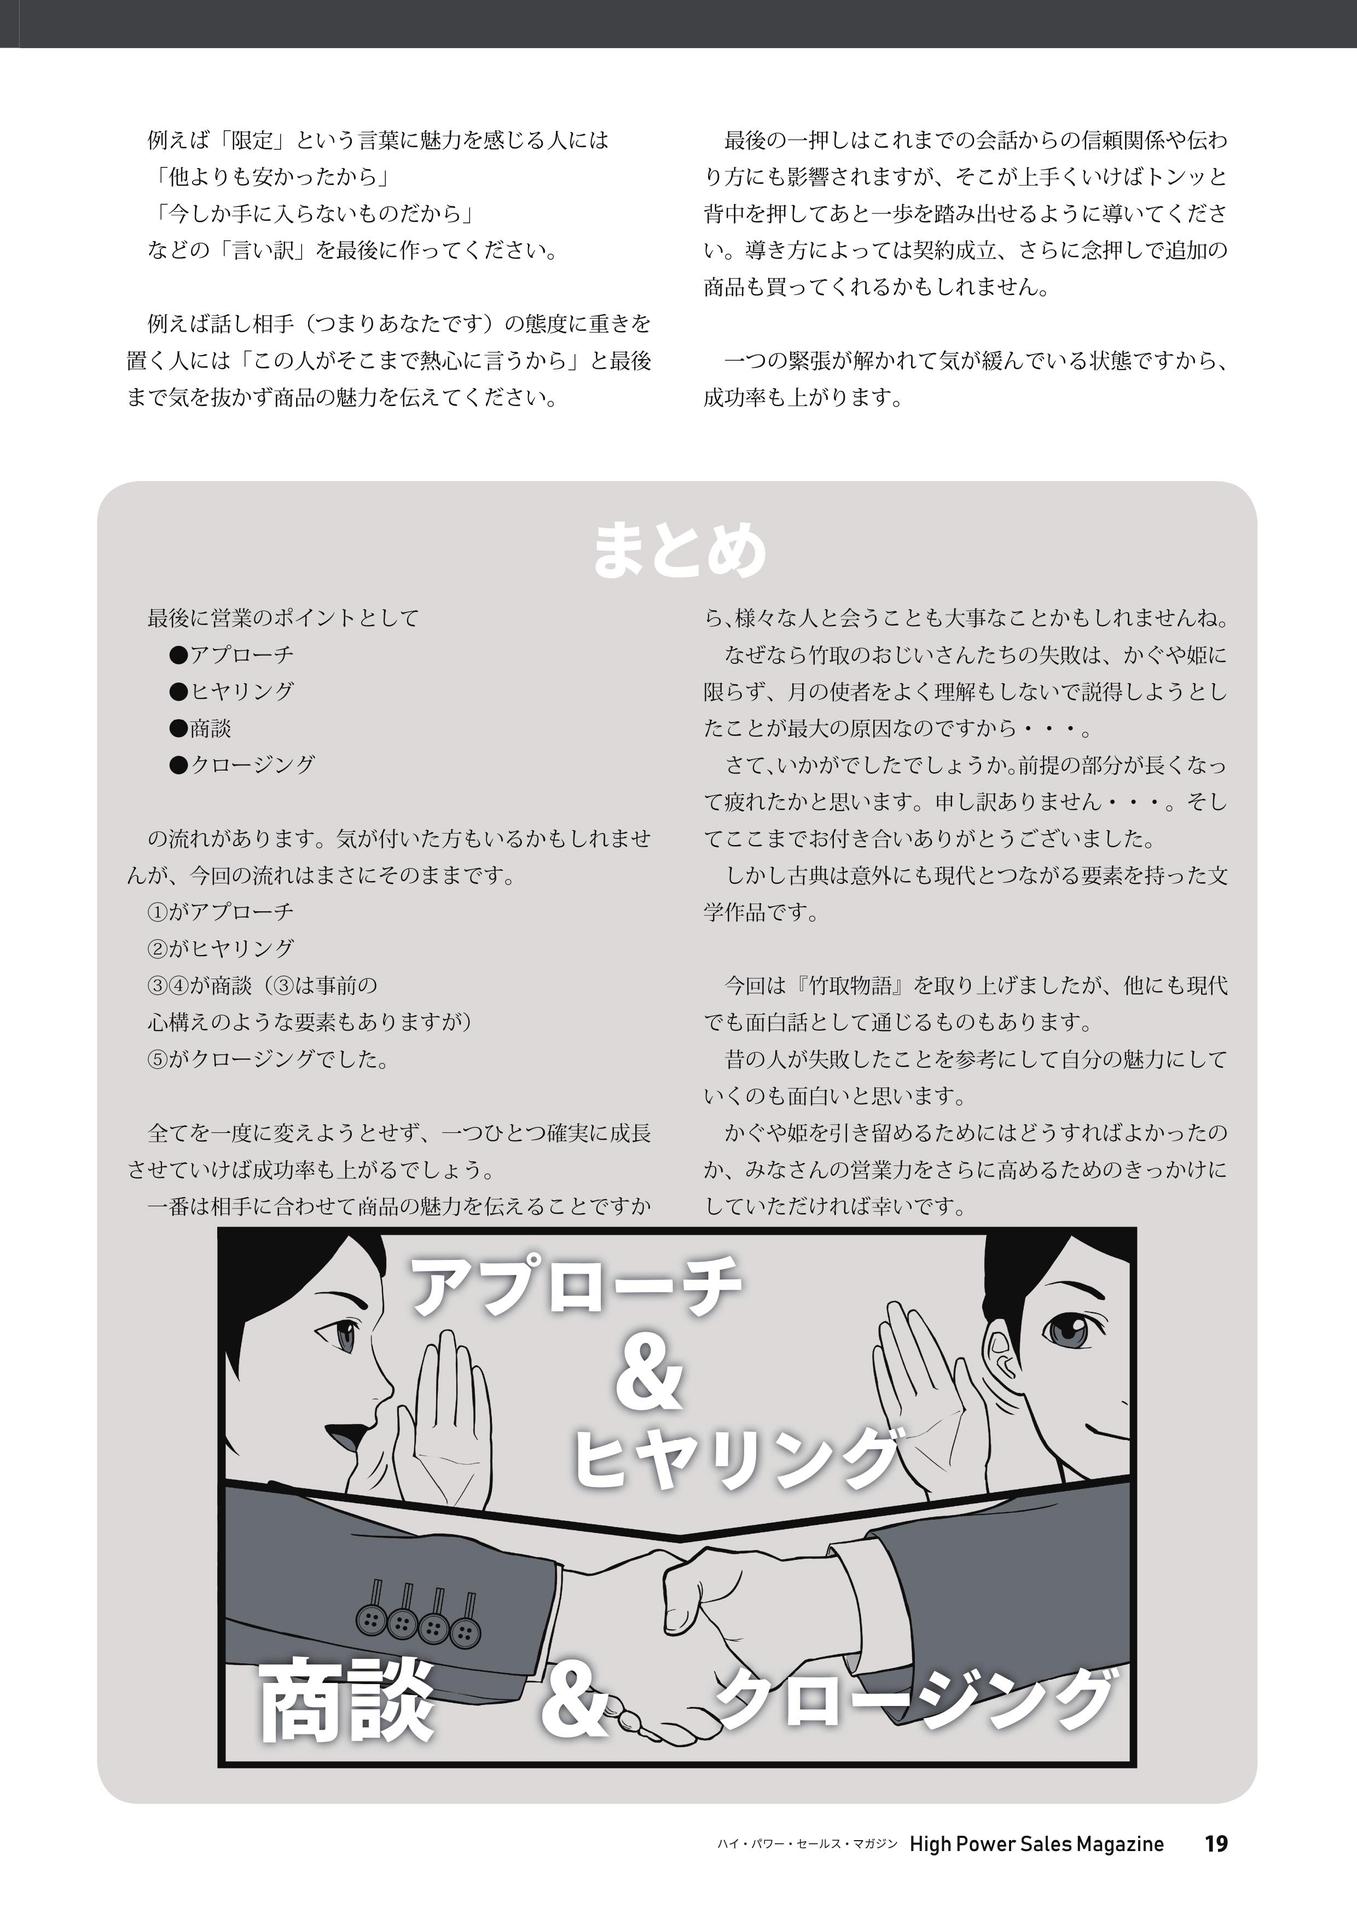 例えば「限定」という言葉に魅力を感じる人には
「他よりも安かったから」
「今しか手に入らないものだから」
などの「言い訳」を最後に作ってください。
例えば話し相手（つまりあなたです）の態度に重きを
置く人には「この人がそこまで熱心に言うから」と最後
まで気を抜かず商品の魅力を伝えてください。
最後の一押しはこれまでの会話からの信頼関係や伝わ
り方にも影響されますが、そこが上手くいけばトンッと
背中を押してあと一歩を踏み出せるように導いてくださ
い。導き方によっては契約成立、さらに念押しで追加の
商品も買ってくれるかもしれません。
一つの緊張が解かれて気が緩んでいる状態ですから、
成功率も上がります。
まとめ
最後に営業のポイントとして
●アプローチ
●ヒヤリング
●商談
●クロージング
の流れがあります。気が付いた方もいるかもしれませ
んが、今回の流れはまさにそのままです。
①がアプローチ
②がヒヤリング
③④が商談（③は事前の
心構えのような要素もありますが）
⑤がクロージングでした。
全てを一度に変えようとせず、一つひとつ確実に成長
させていけば成功率も上がるでしょう。
一番は相手に合わせて商品の魅力を伝えることですか
ら、様々な人と会うことも大事なことかもしれませんね。
なぜなら竹取のおじいさんたちの失敗は、かぐや姫に
限らず、月の使者をよく理解もしないで説得しようとし
たことが最大の原因なのですから・・・。
さて、いかがでしたでしょうか。前提の部分が長くなっ
て疲れたかと思います。申し訳ありません・・・。そし
てここまでお付き合いありがとうございました。
しかし古典は意外にも現代とつながる要素を持った文
学作品です。
今回は『竹取物語』を取り上げましたが、他にも現代
でも面白話として通じるものもあります。
昔の人が失敗したことを参考にして自分の魅力にして
いくのも面白いと思います。
かぐや姫を引き留めるためにはどうすればよかったの
か、みなさんの営業力をさらに高めるためのきっかけに
していただければ幸いです。
アプローチ
&
ヒヤリング
商談 & クロージング
ハイ・パワー・セールス・マガジン High Power Sales Magazine 19